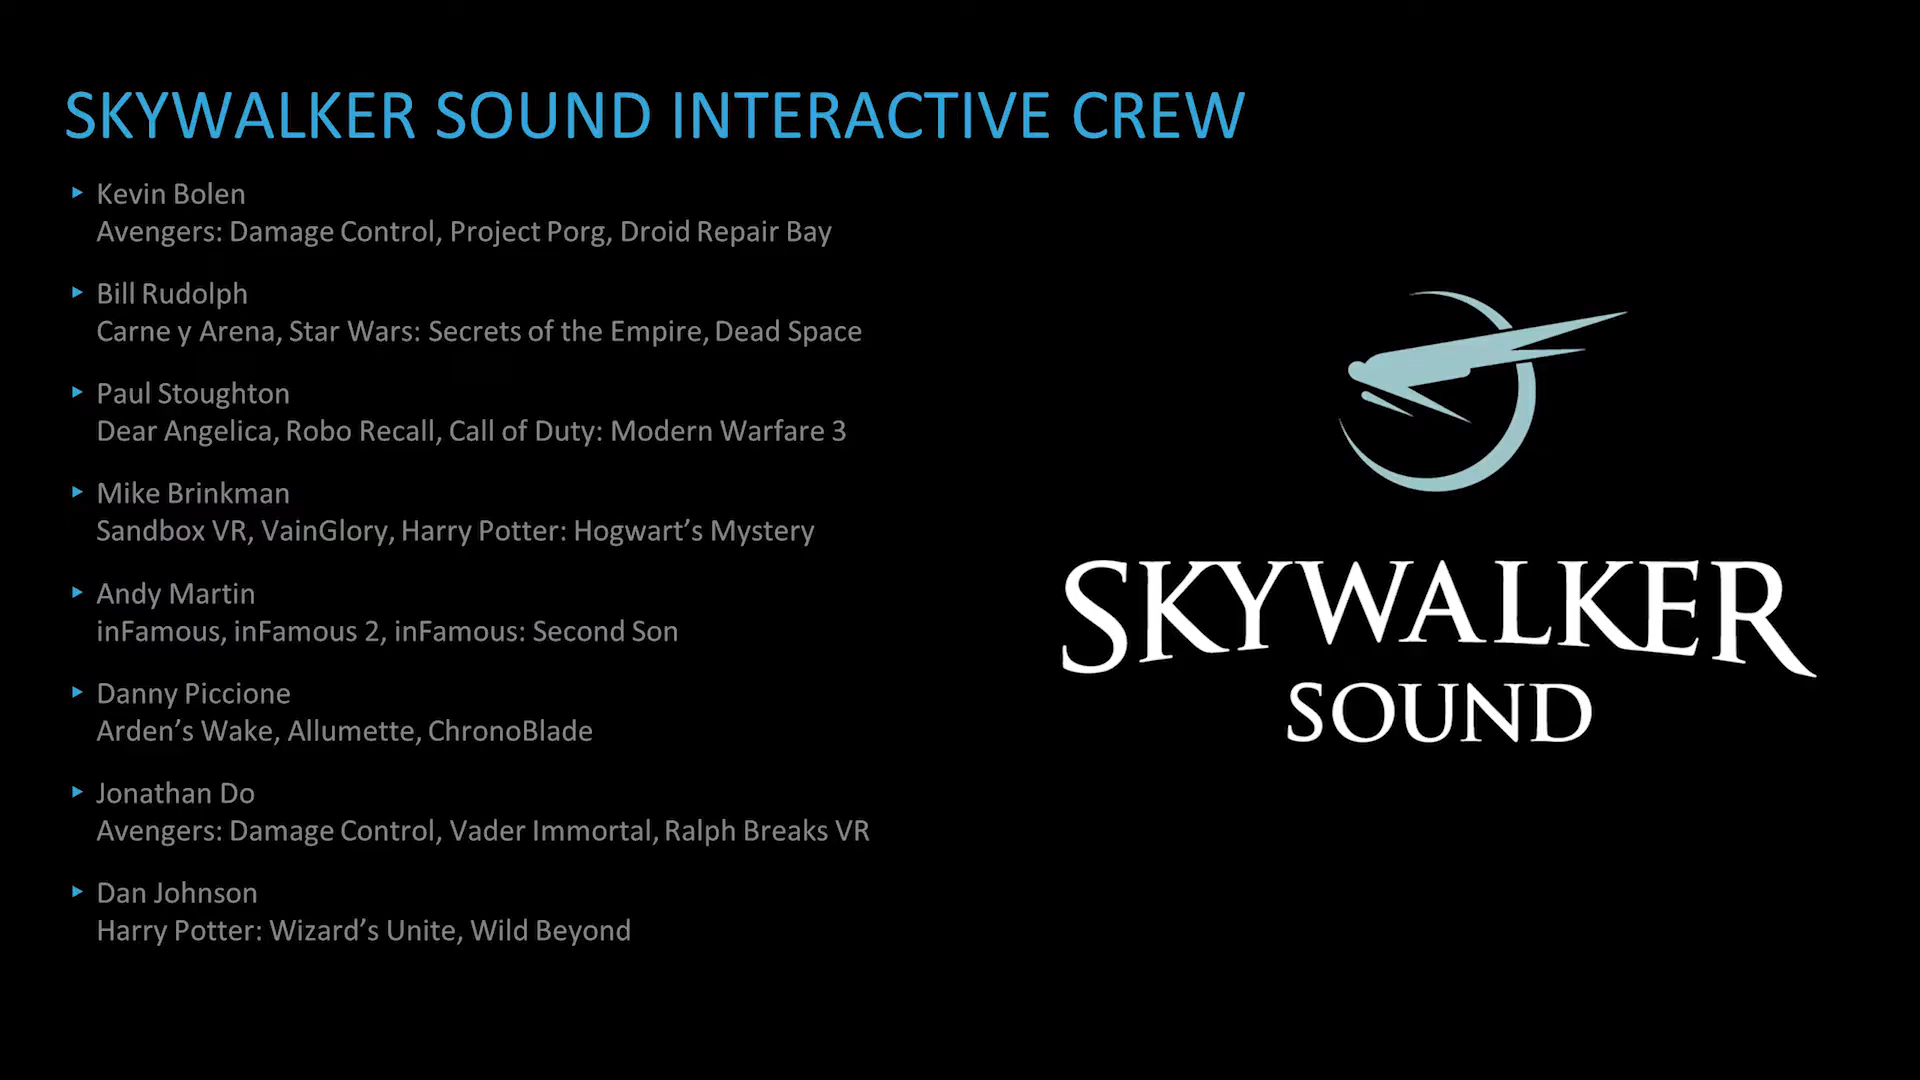 SKYWALKER SOUND INTERACTIVE CREW
Kevin Bolen
Avengers: Damage Control, Project Porg, Droid Repair Bay
Bill Rudolph
Carne y Arena, Star Wars: Secrets of the Empire, Dead Space
Paul Stoughton
Dear Angelica, Robo Recall, Call of Duty: Modern Warfare 3
Mike Brinkman
Sandbox VR, VainGlory, Harry Potter: Hogwart’s Mystery
Andy Martin
inFamous, inFamous 2, inFamous: Second Son
Danny Piccione
Arden’s Wake, Allumette, ChronoBlade
Jonathan Do
Avengers: Damage Control, Vader Immortal, Ralph Breaks VR
Dan Johnson
Harry Potter: Wizard’s Unite, Wild Beyond
SKYWALKER
SOUND